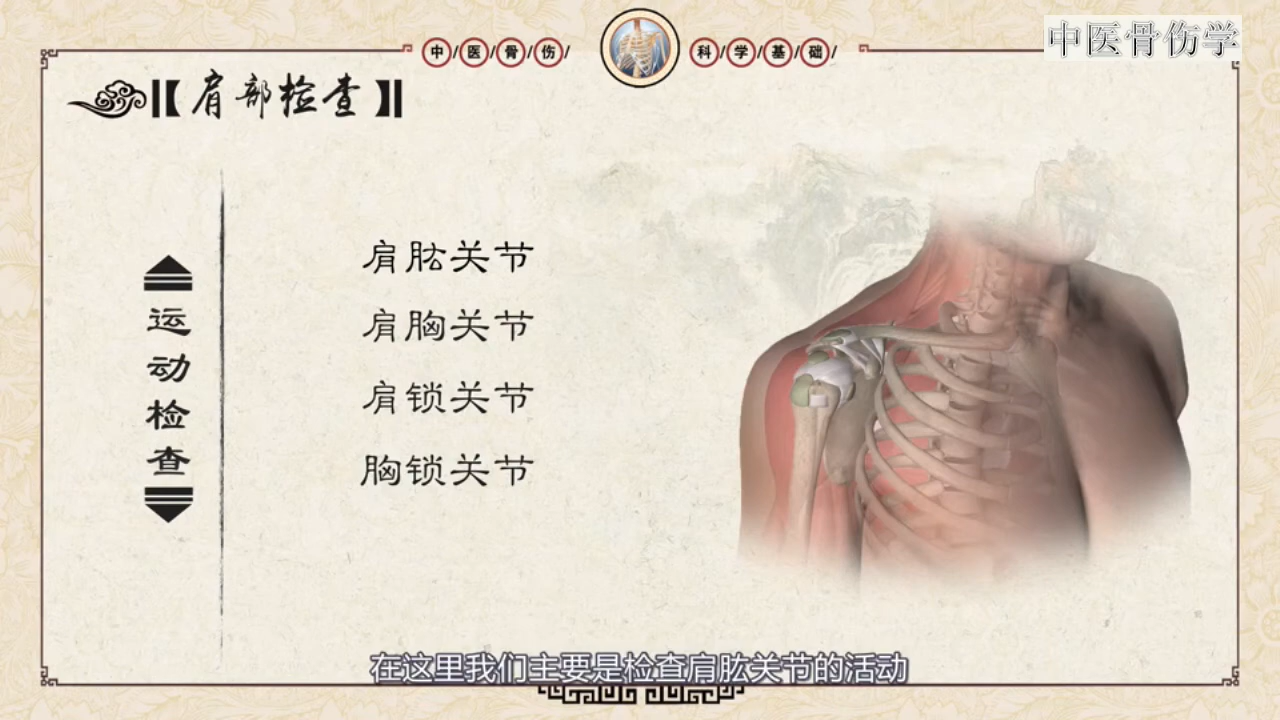 中/医/骨/伤/ 科/学/基/础/
中医骨伤学
【肩部检查】
运动检查
肩肱关节
肩胸关节
肩锁关节
胸锁关节
在这里我们主要是检查肩肱关节的活动